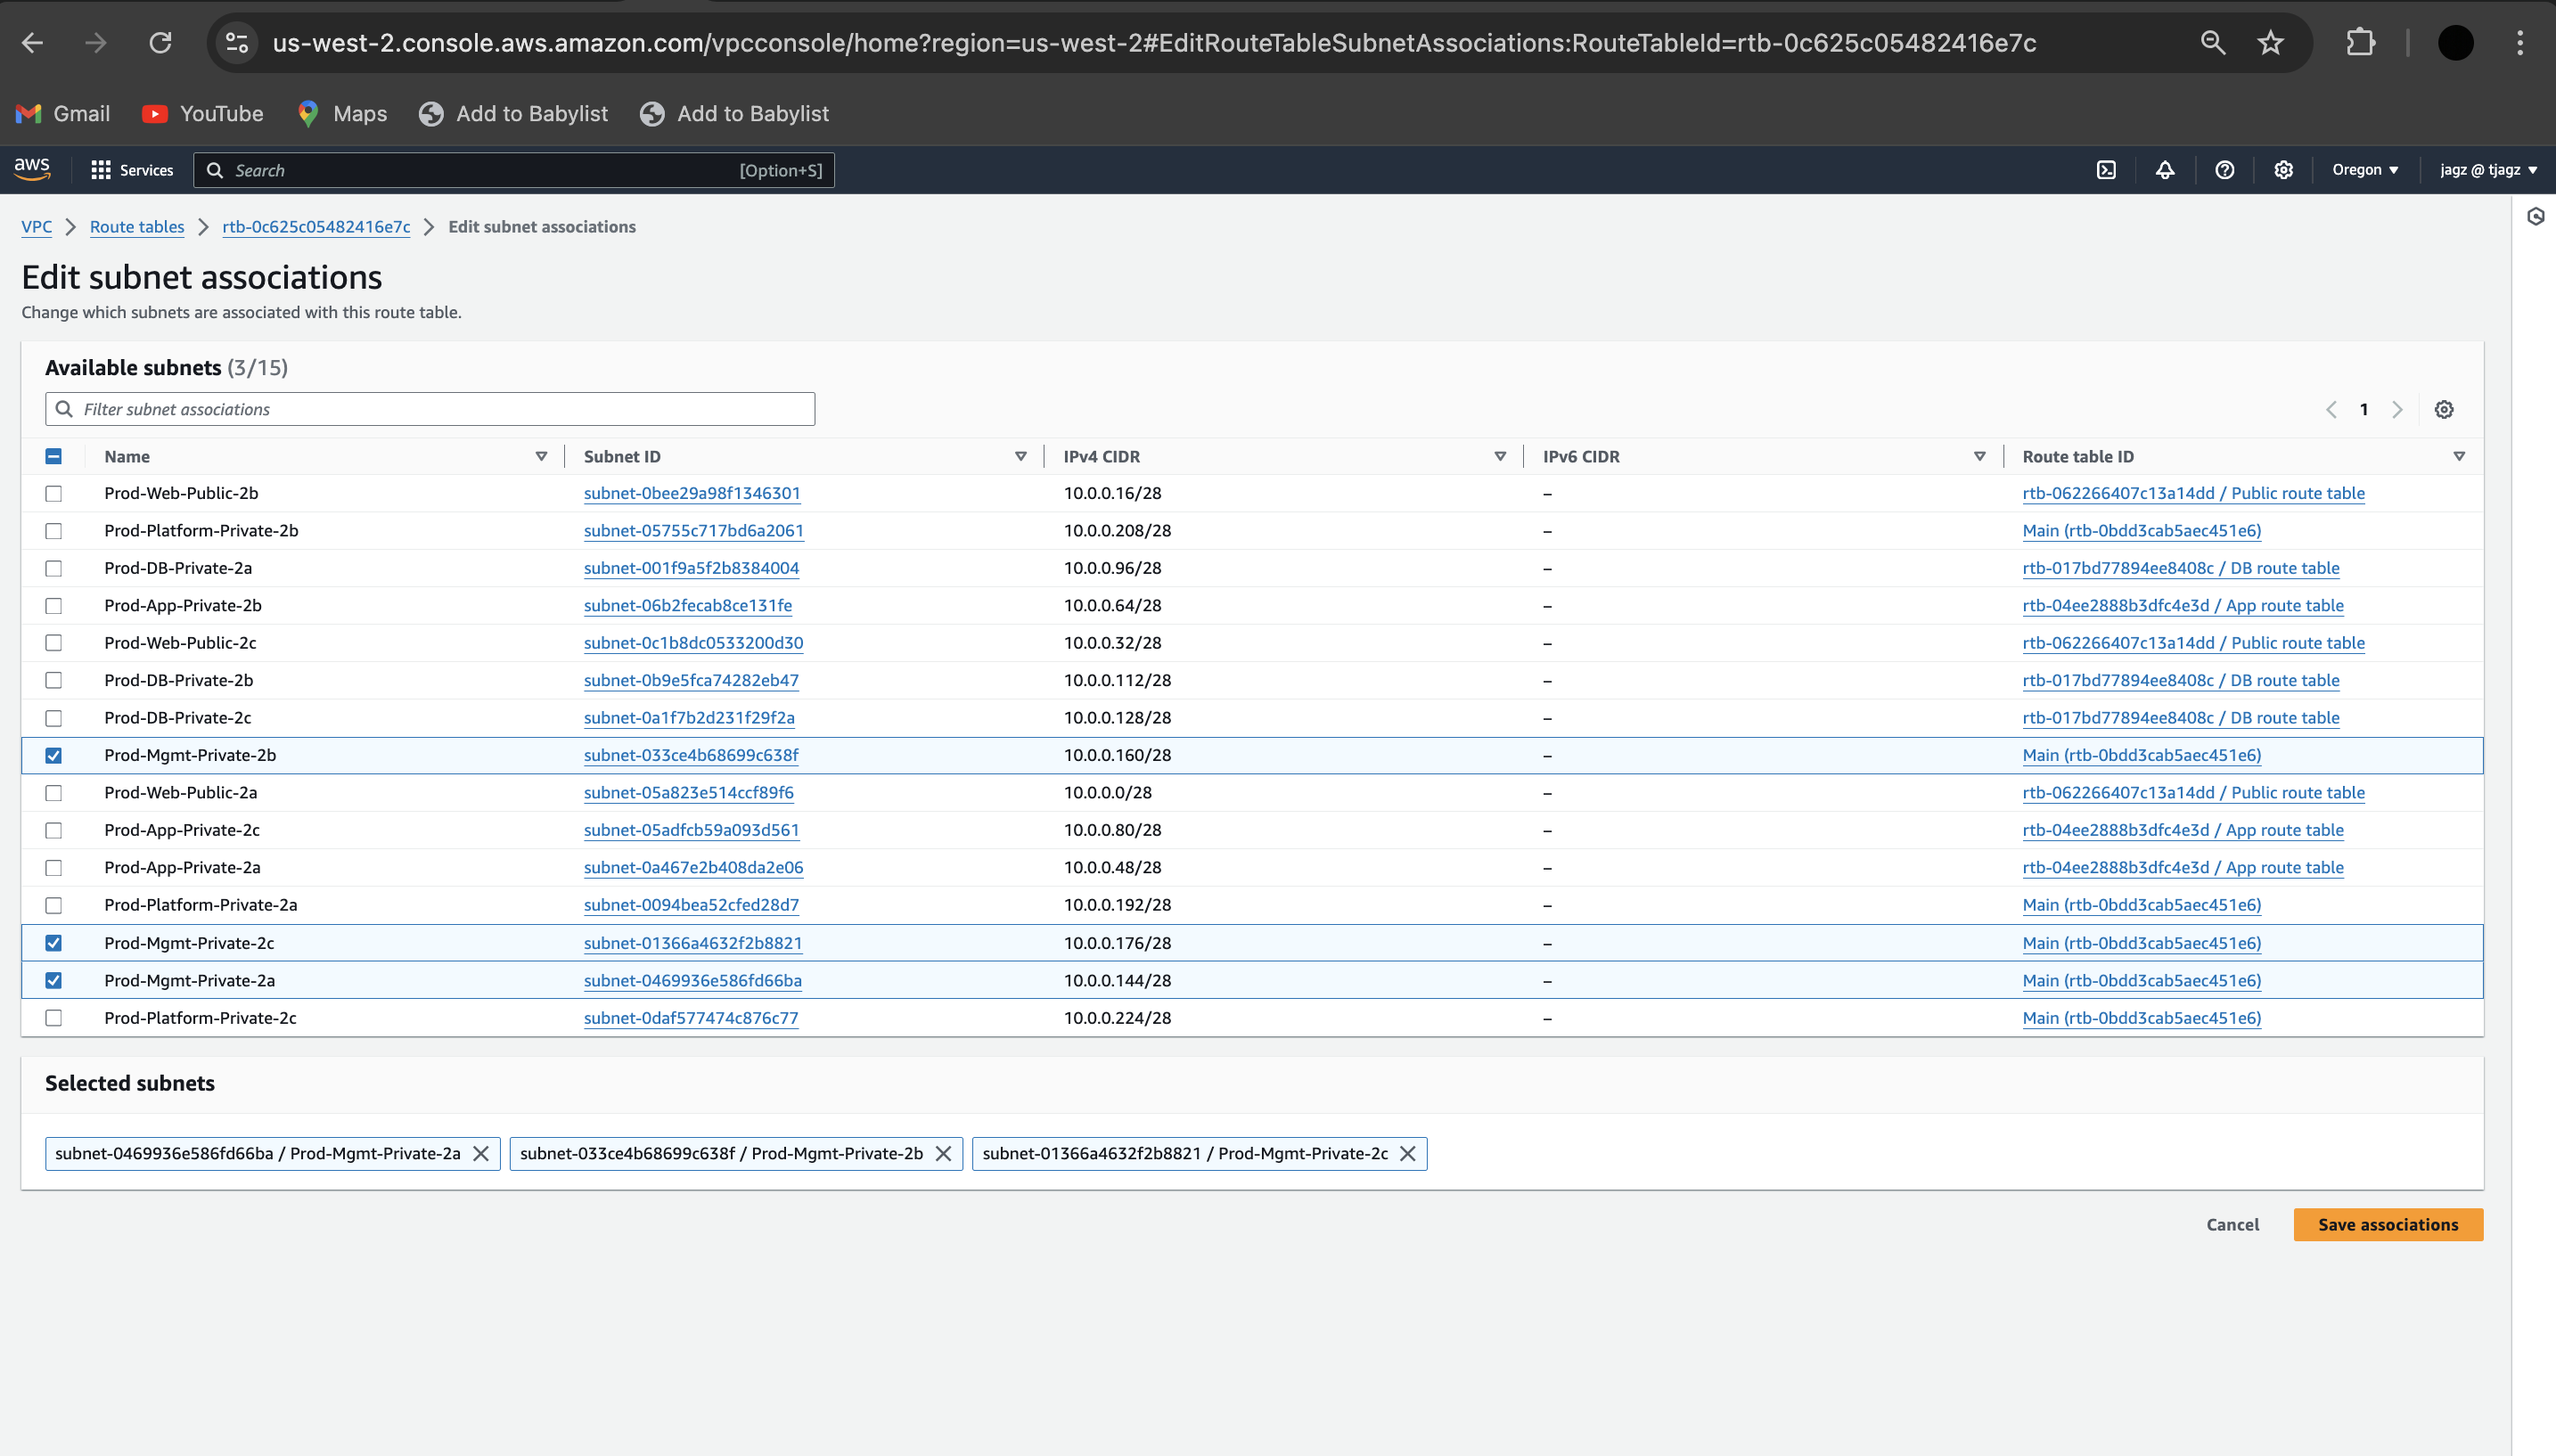 us-west-2.console.aws.amazon.com/vpcconsole/home?region=us-west-2#EditRouteTableSubnetAssociations:RouteTableId=rtb-0c625c05482416e7c
Gmail YouTube Maps Add to Babylist Add to Babylist
aws Services Search [Option+S] Oregon jagz @ tjagz
VPC Route tables rtb-0c625c05482416e7c Edit subnet associations
Edit subnet associations
Change which subnets are associated with this route table.
Available subnets (3/15)
Filter subnet associations 1
Name Subnet ID IPv4 CIDR IPv6 CIDR Route table ID
Prod-Web-Public-2b subnet-0bee29a98f1346301 10.0.0.16/28 – rtb-062266407c13a14dd / Public route table
Prod-Platform-Private-2b subnet-05755c717bd6a2061 10.0.0.208/28 – Main (rtb-0bdd3cab5aec451e6)
Prod-DB-Private-2a subnet-001f9a5f2b8384004 10.0.0.96/28 – rtb-017bd77894ee8408c / DB route table
Prod-App-Private-2b subnet-06b2fecab8ce131fe 10.0.0.64/28 – rtb-04ee2888b3dfc4e3d / App route table
Prod-Web-Public-2c subnet-0c1b8dc0533200d30 10.0.0.32/28 – rtb-062266407c13a14dd / Public route table
Prod-DB-Private-2b subnet-0b9e5fca74282eb47 10.0.0.112/28 – rtb-017bd77894ee8408c / DB route table
Prod-DB-Private-2c subnet-0a1f7b2d231f29f2a 10.0.0.128/28 – rtb-017bd77894ee8408c / DB route table
Prod-Mgmt-Private-2b subnet-033ce4b68699c638f 10.0.0.160/28 – Main (rtb-0bdd3cab5aec451e6)
Prod-Web-Public-2a subnet-05a823e514ccf89f6 10.0.0.0/28 – rtb-062266407c13a14dd / Public route table
Prod-App-Private-2c subnet-05adfcb59a093d561 10.0.0.80/28 – rtb-04ee2888b3dfc4e3d / App route table
Prod-App-Private-2a subnet-0a467e2b408da2e06 10.0.0.48/28 – rtb-04ee2888b3dfc4e3d / App route table
Prod-Platform-Private-2a subnet-0094bea52cfed28d7 10.0.0.192/28 – Main (rtb-0bdd3cab5aec451e6)
Prod-Mgmt-Private-2c subnet-01366a4632f2b8821 10.0.0.176/28 – Main (rtb-0bdd3cab5aec451e6)
Prod-Mgmt-Private-2a subnet-0469936e586fd66ba 10.0.0.144/28 – Main (rtb-0bdd3cab5aec451e6)
Prod-Platform-Private-2c subnet-0daf577474c876c77 10.0.0.224/28 – Main (rtb-0bdd3cab5aec451e6)
Selected subnets
subnet-0469936e586fd66ba / Prod-Mgmt-Private-2a subnet-033ce4b68699c638f / Prod-Mgmt-Private-2b subnet-01366a4632f2b8821 / Prod-Mgmt-Private-2c
Cancel Save associations